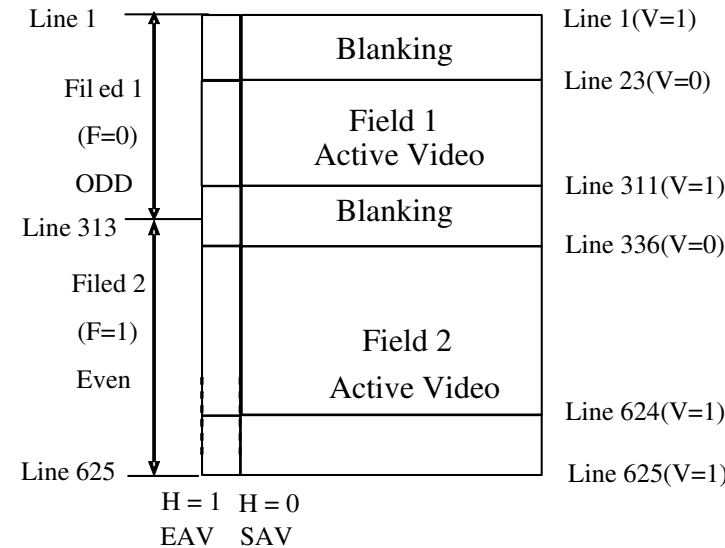 Line 1
Line 1(V=1)
Blanking
Line 23(V=0)
Fil ed 1
Field 1
(F=0)
Active Video
ODD
Line 311(V=1)
Blanking
Line 313
Line 336(V=0)
Filed 2
(F=1)
Field 2
Even
Active Video
Line 624(V=1)
Line 625
Line 625(V=1)
H = 1 H = 0
EAV SAV